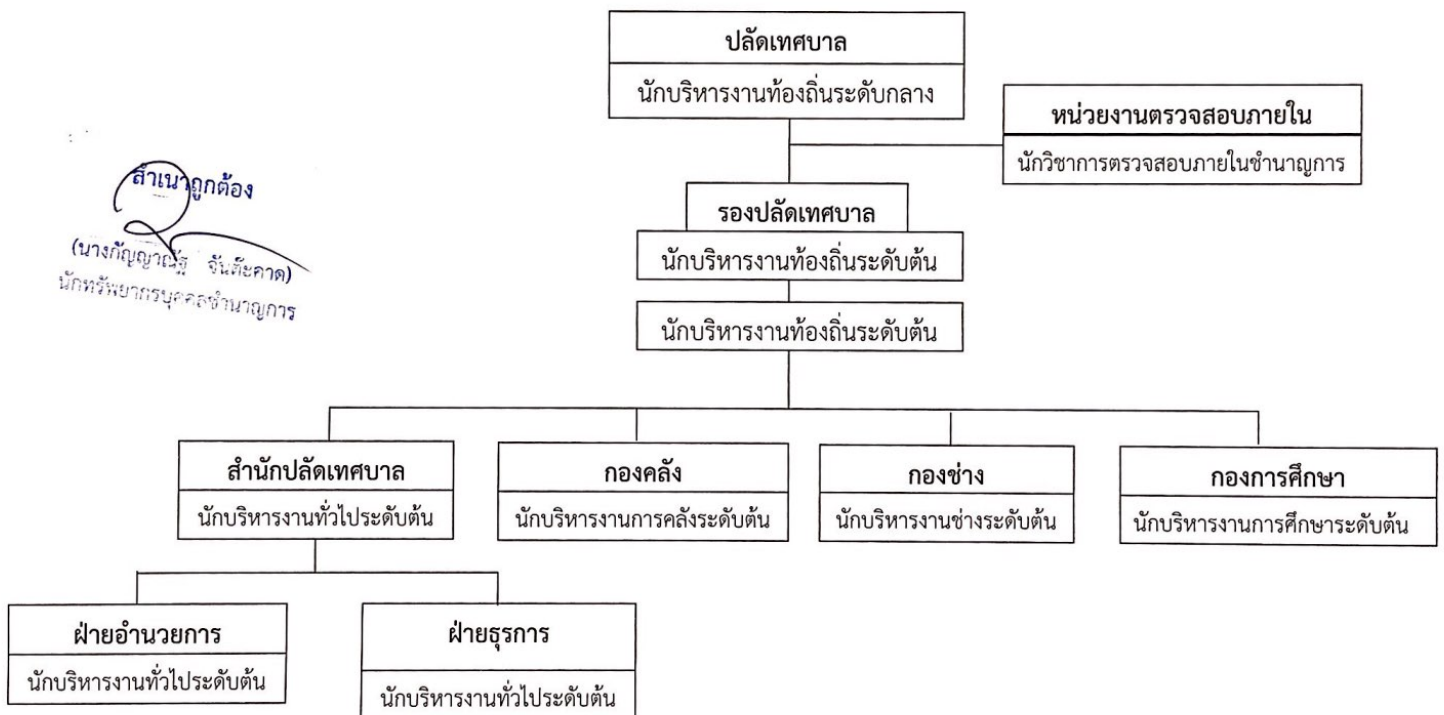 ปลัดเทศบาล
นักบริหารงานท้องถิ่นระดับกลาง
หน่วยงานตรวจสอบภายใน
นักวิชาการตรวจสอบภายในชำนาญการ
สำเนาถูกต้อง
(นางกัญญาณัฐ จันต๊ะคาด)
นักทรัพยากรบุคคลชำนาญการ
รองปลัดเทศบาล
นักบริหารงานท้องถิ่นระดับต้น
นักบริหารงานท้องถิ่นระดับต้น
สำนักปลัดเทศบาล
นักบริหารงานทั่วไประดับต้น
กองคลัง
นักบริหารงานการคลังระดับต้น
กองช่าง
นักบริหารงานช่างระดับต้น
กองการศึกษา
นักบริหารงานการศึกษาระดับต้น
ฝ่ายอำนวยการ
นักบริหารงานทั่วไประดับต้น
ฝ่ายธุรการ
นักบริหารงานทั่วไประดับต้น